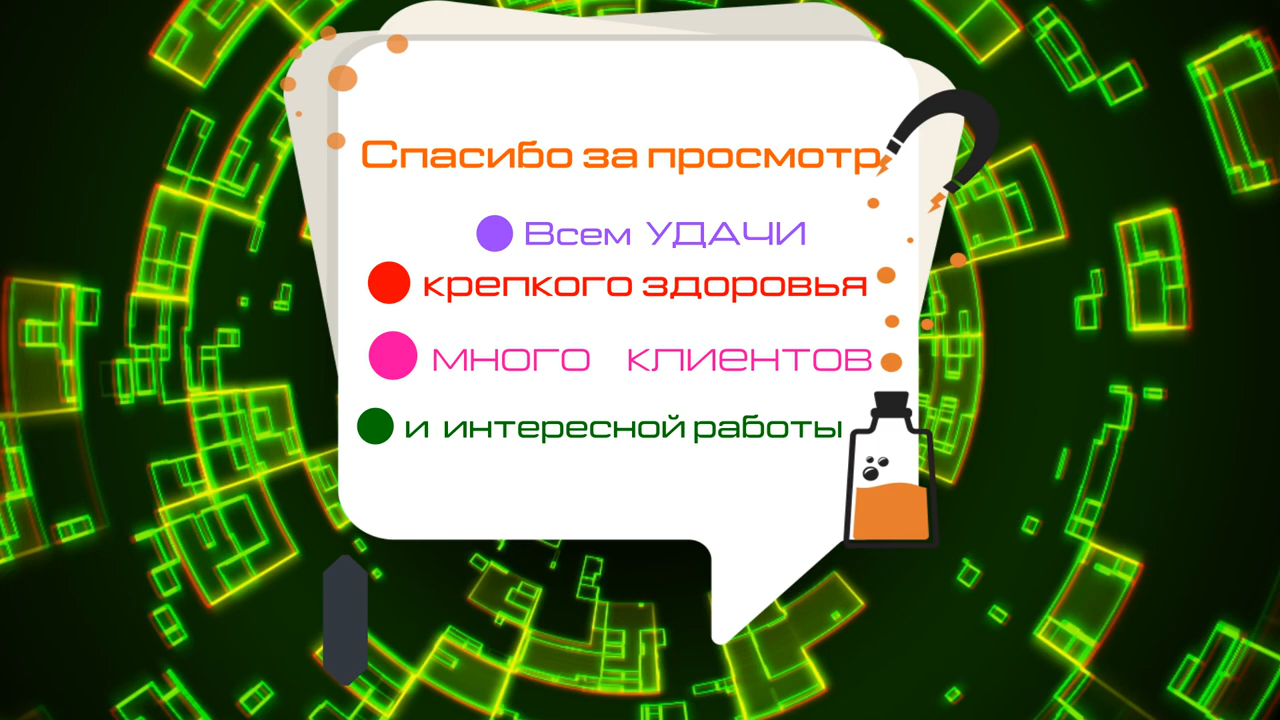 Спасибо за просмотр
Всем УДАЧИ
крепкого здоровья
много клиентов
и интересной работы